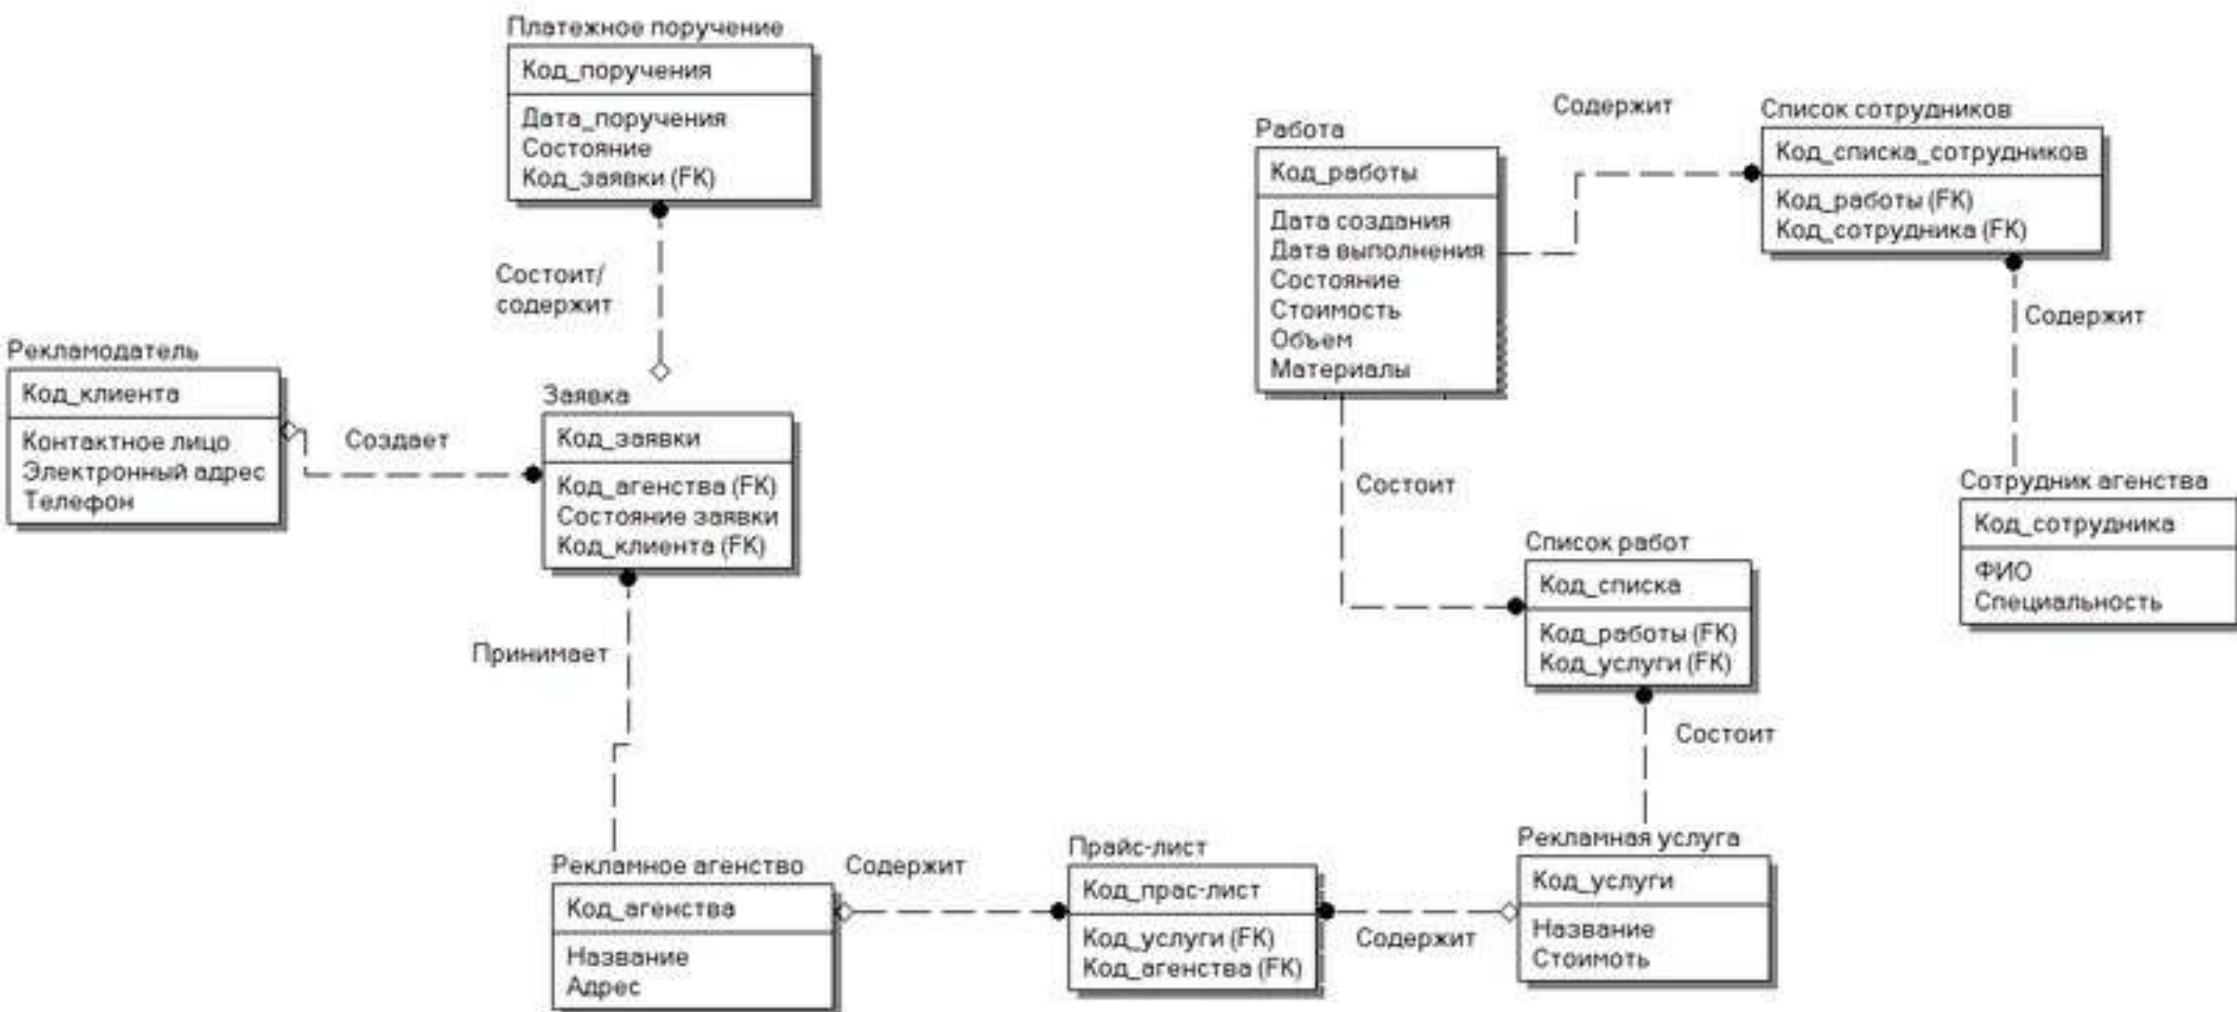 Платежное поручение
Код_поручения
Дата_поручения
Состояние
Код_заявки (FK)
Состоит/
содержит
Рекламодатель
Код_клиента
Контактное лицо
Электронный адрес
Телефон
Создает
Заявка
Код_заявки
Код_агенства (FK)
Состояние заявки
Код_клиента (FK)
Принимает
Рекламное агенство
Код_агенства
Название
Адрес
Содержит
Прайс-лист
Код_прас-лист
Код_услуги (FK)
Код_агенства (FK)
Содержит
Рекламная услуга
Код_услуги
Название
Стоимоть
Состоит
Список работ
Код_списка
Код_работы (FK)
Код_услуги (FK)
Состоит
Работа
Код_работы
Дата создания
Дата выполнения
Состояние
Стоимость
Объем
Материалы
Содержит
Список сотрудников
Код_списка_сотрудников
Код_работы (FK)
Код_сотрудника (FK)
Содержит
Сотрудник агенства
Код_сотрудника
ФИО
Специальность